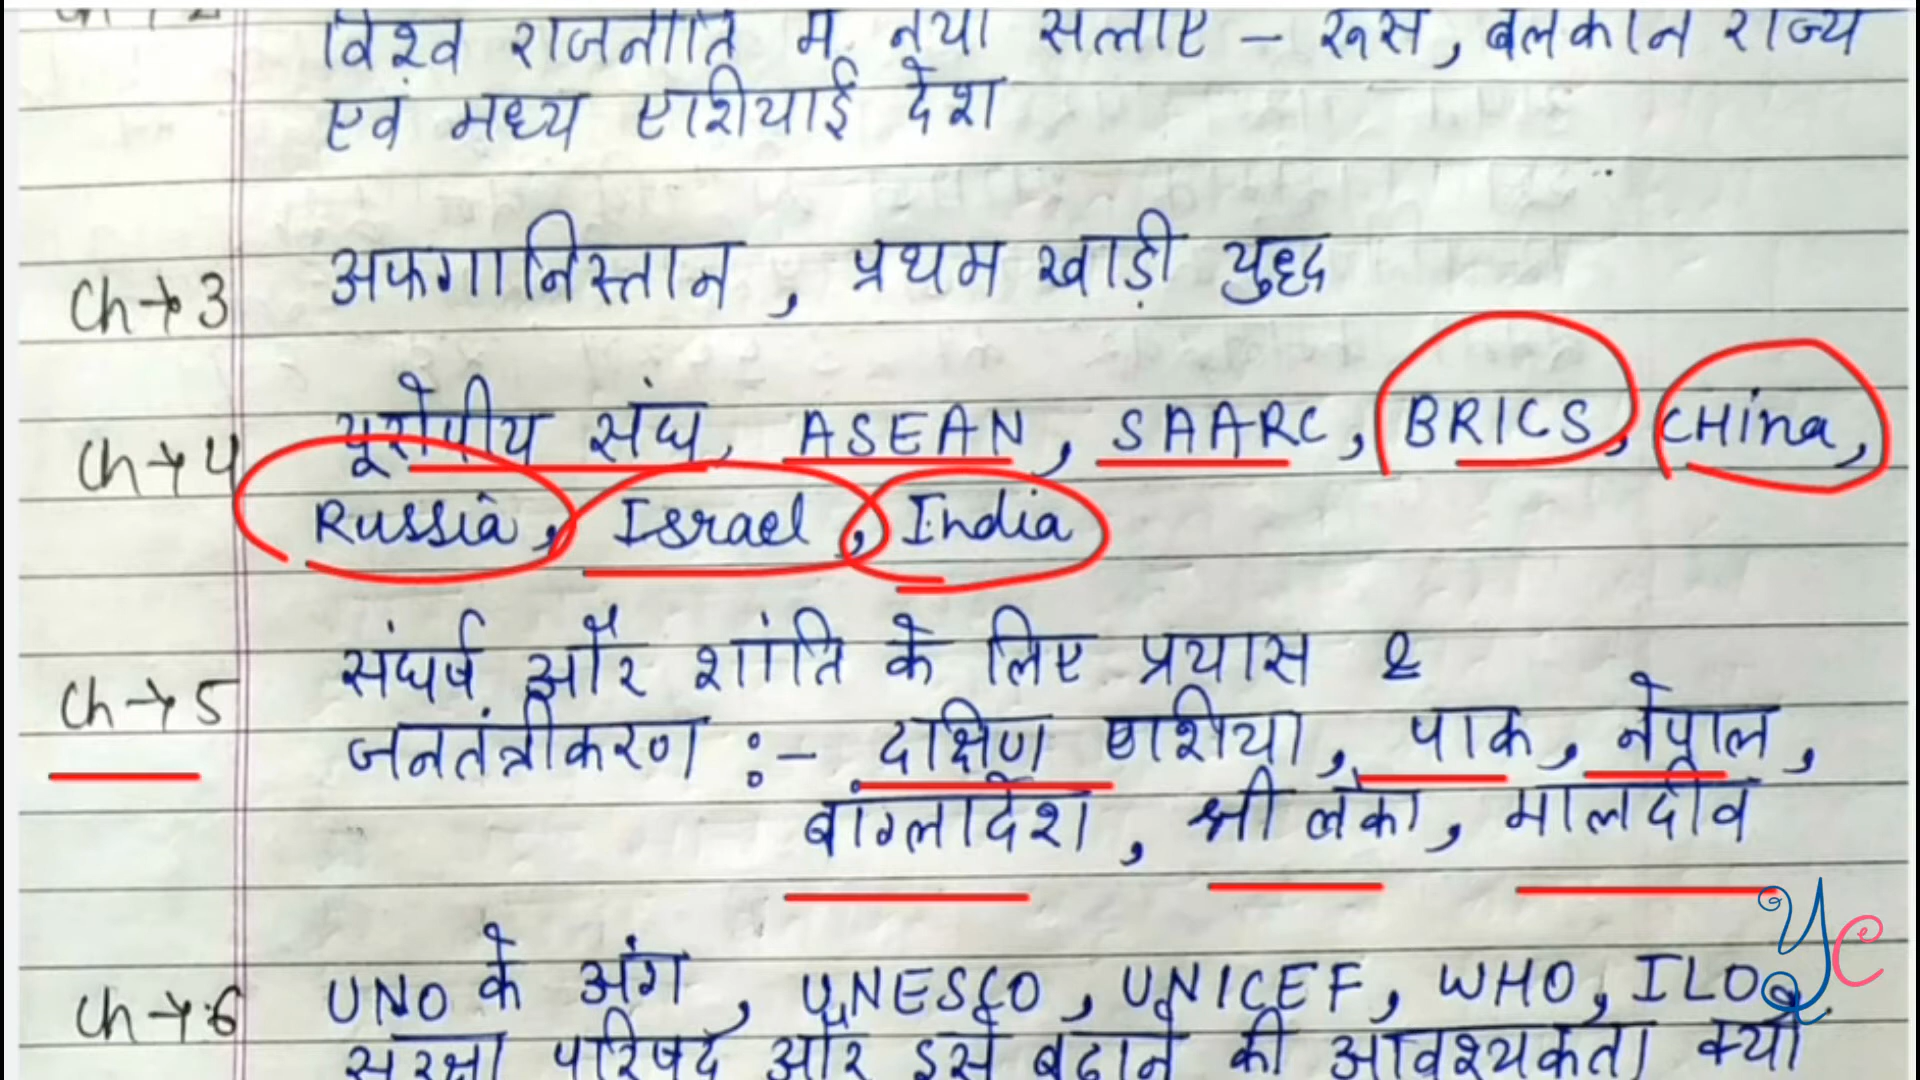 विश्व राजनीति में नयी सत्ताएं - रूस, बलकान राज्य
एवं मध्य एशियाई देश
Ch→3 अफगानिस्तान, प्रथम खाड़ी युद्ध
Ch→4 यूरोपीय संघ, ASEAN, SAARC, BRICS, CHina,
Russia, Israel, India
Ch→5 संघर्ष और शांति के लिए प्रयास &
जनतंत्रीकरण :- दक्षिण एशिया, पाक, नेपाल,
बांग्लादेश, श्री लंका, मालदीव
Ch→6 UNO के अंग, UNESCO, UNICEF, WHO, ILO
सुरक्षा परिषद और इसे बढ़ाने की आवश्यकता क्यों
YC